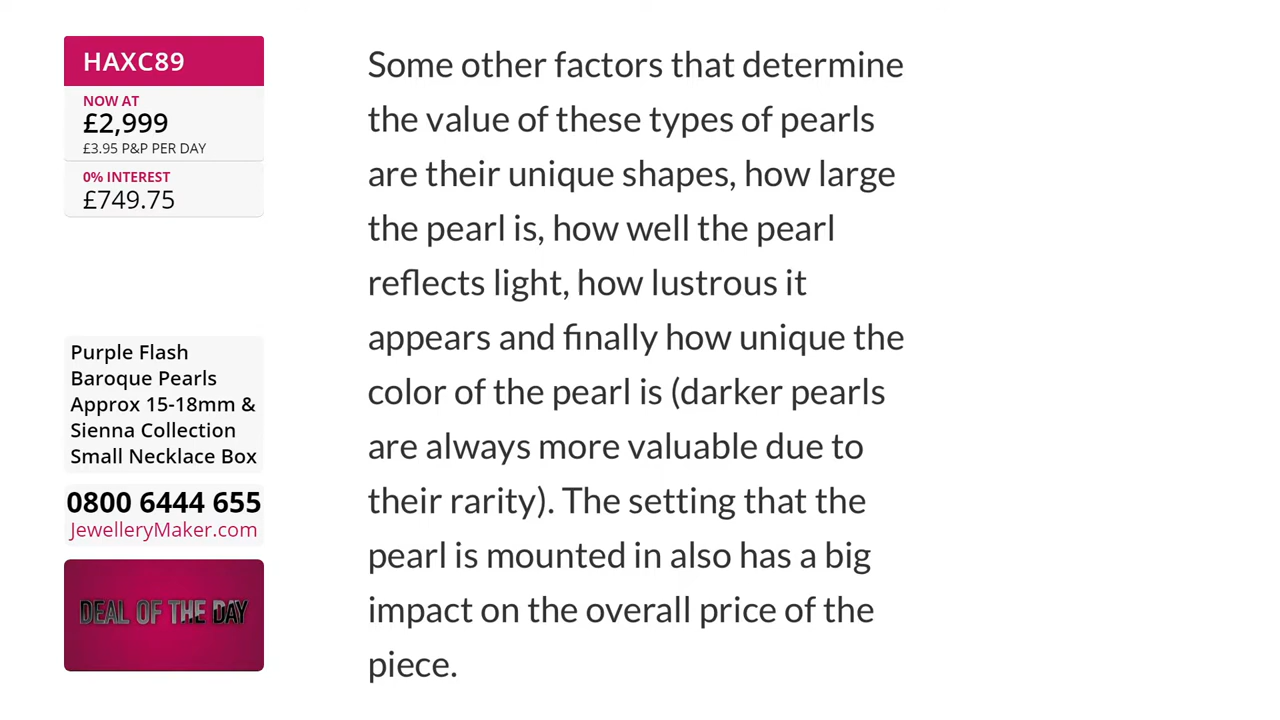 HAXC89
NOW AT
£2,999
£3.95 P&P PER DAY
0% INTEREST
£749.75
Purple Flash
Baroque Pearls
Approx 15-18mm &
Sienna Collection
Small Necklace Box
0800 6444 655
JewelleryMaker.com
DEAL OF THE DAY
Some other factors that determine
the value of these types of pearls
are their unique shapes, how large
the pearl is, how well the pearl
reflects light, how lustrous it
appears and finally how unique the
color of the pearl is (darker pearls
are always more valuable due to
their rarity). The setting that the
pearl is mounted in also has a big
impact on the overall price of the
piece.